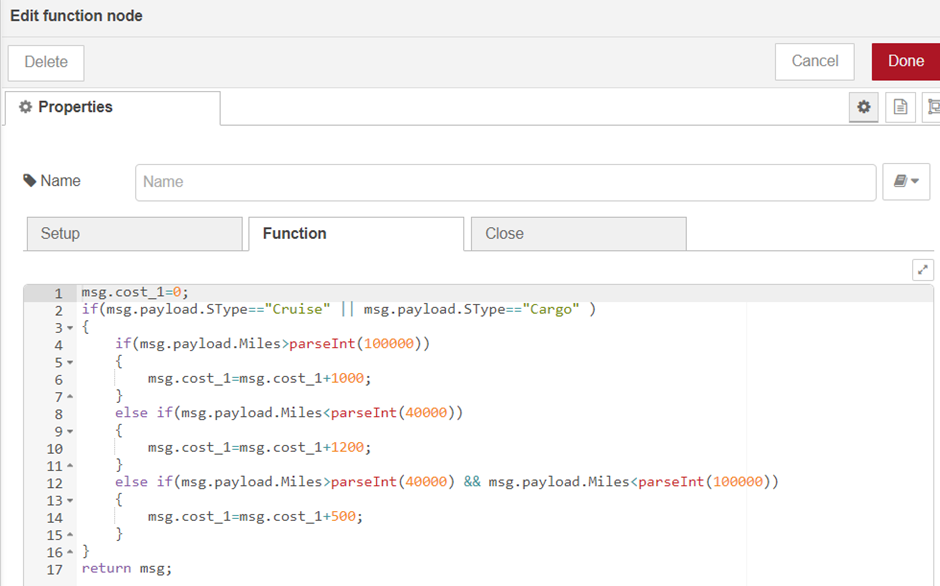 Edit function node
Delete
Cancel
Done
Properties
Name
Name
Setup
Function
Close
1 msg.cost_1=0;
2 if(msg.payload.SType=="Cruise" || msg.payload.SType=="Cargo" )
3 {
4 if(msg.payload.Miles>parseInt(100000))
5 {
6 msg.cost_1=msg.cost_1+1000;
7 }
8 else if(msg.payload.Miles<parseInt(40000))
9 {
10 msg.cost_1=msg.cost_1+1200;
11 }
12 else if(msg.payload.Miles>parseInt(40000) && msg.payload.Miles<parseInt(100000))
13 {
14 msg.cost_1=msg.cost_1+500;
15 }
16 }
17 return msg;